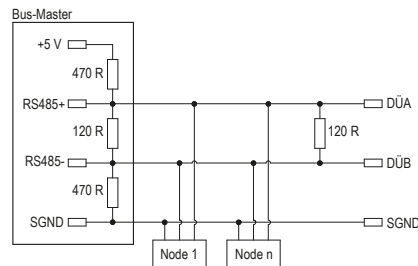 Bus-Master
+5 V
470 R
RS485+
DÜA
120 R
120 R
RS485-
DÜB
470 R
SGND
SGND
Node 1
Node n